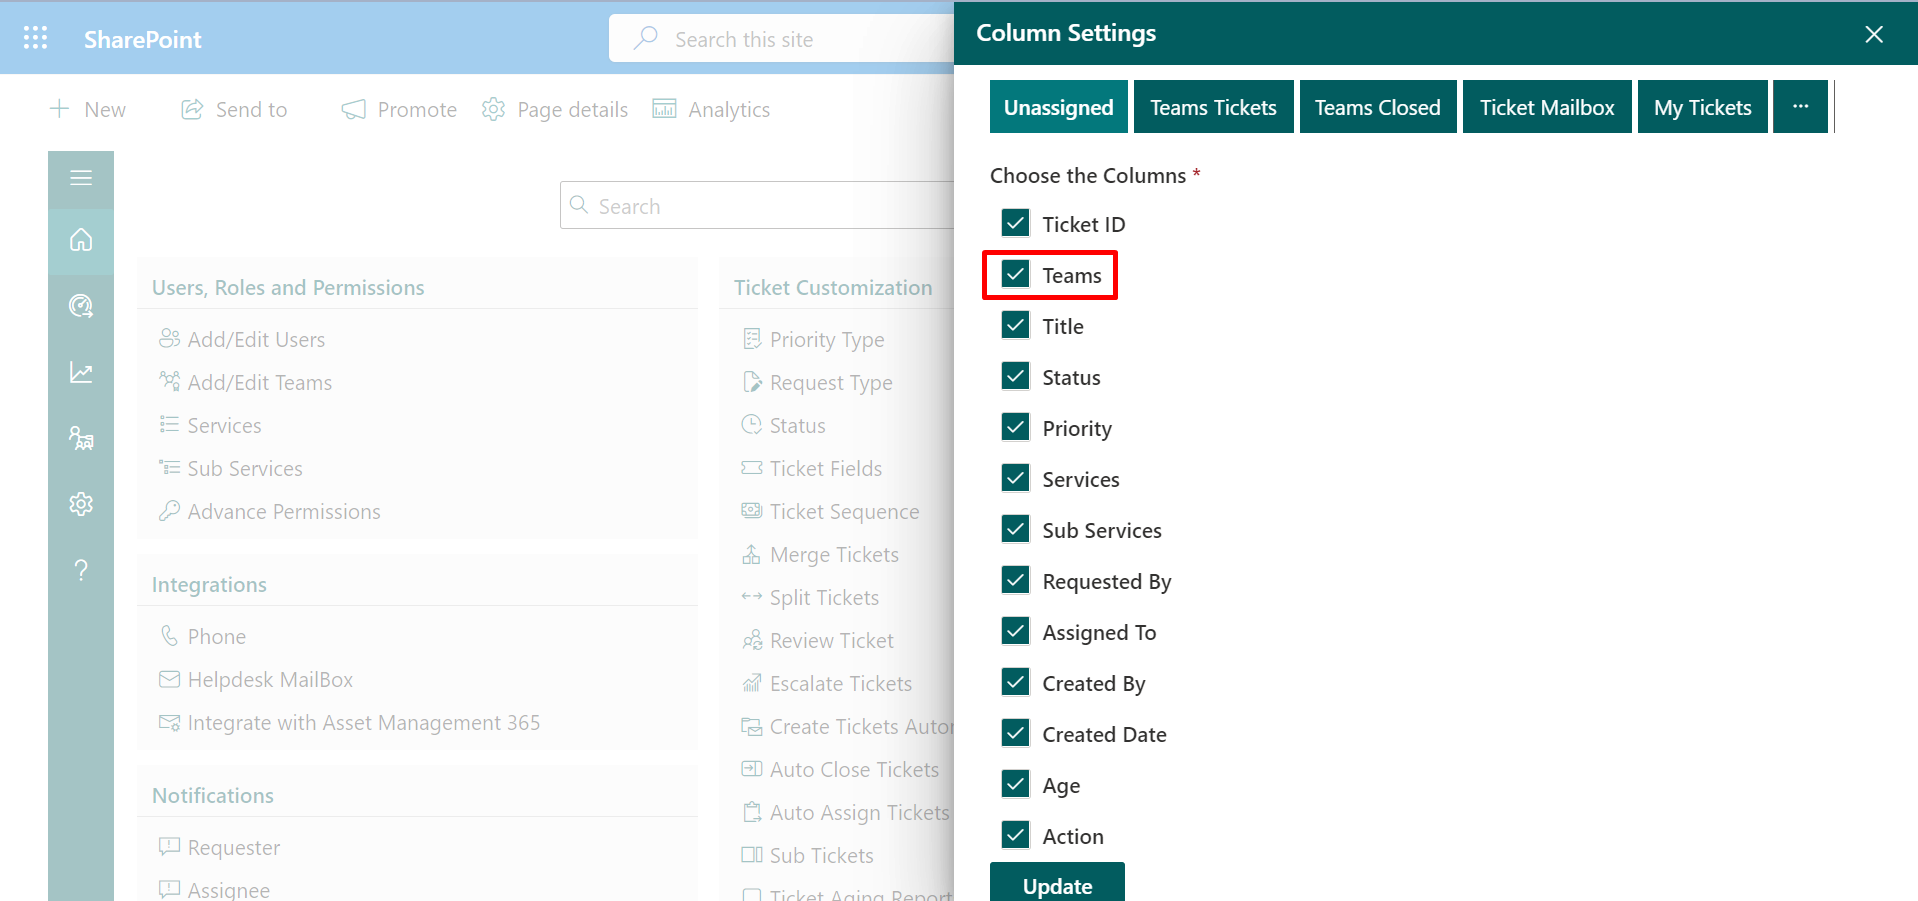 SharePoint
Search this site
New
Send to
Promote
Page details
Analytics
Search
Users, Roles and Permissions
Add/Edit Users
Add/Edit Teams
Services
Sub Services
Advance Permissions
Integrations
Phone
Helpdesk MailBox
Integrate with Asset Management 365
Notifications
Requester
Assignee
Ticket Customization
Priority Type
Request Type
Status
Ticket Fields
Ticket Sequence
Merge Tickets
Split Tickets
Review Ticket
Escalate Tickets
Create Tickets Autor
Auto Close Tickets
Auto Assign Tickets
Sub Tickets
Ticket Aging Report
Column Settings
Unassigned
Teams Tickets
Teams Closed
Ticket Mailbox
My Tickets
...
Choose the Columns *
Ticket ID
Teams
Title
Status
Priority
Services
Sub Services
Requested By
Assigned To
Created By
Created Date
Age
Action
Update